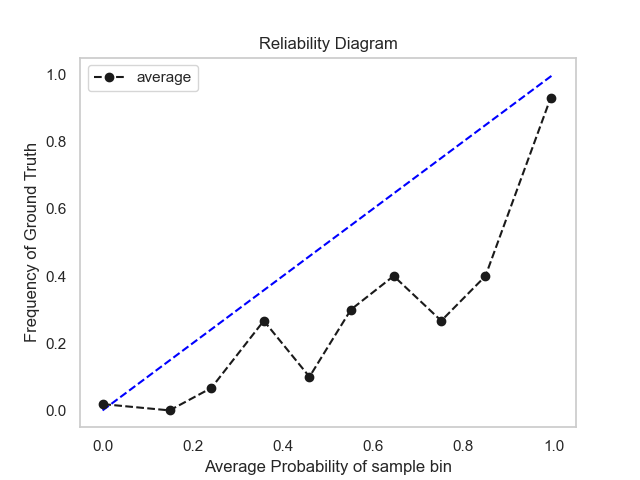 Reliability Diagram
average
Frequency of Ground Truth
1.0
0.8
0.6
0.4
0.2
0.0
0.0 0.2 0.4 0.6 0.8 1.0
Average Probability of sample bin